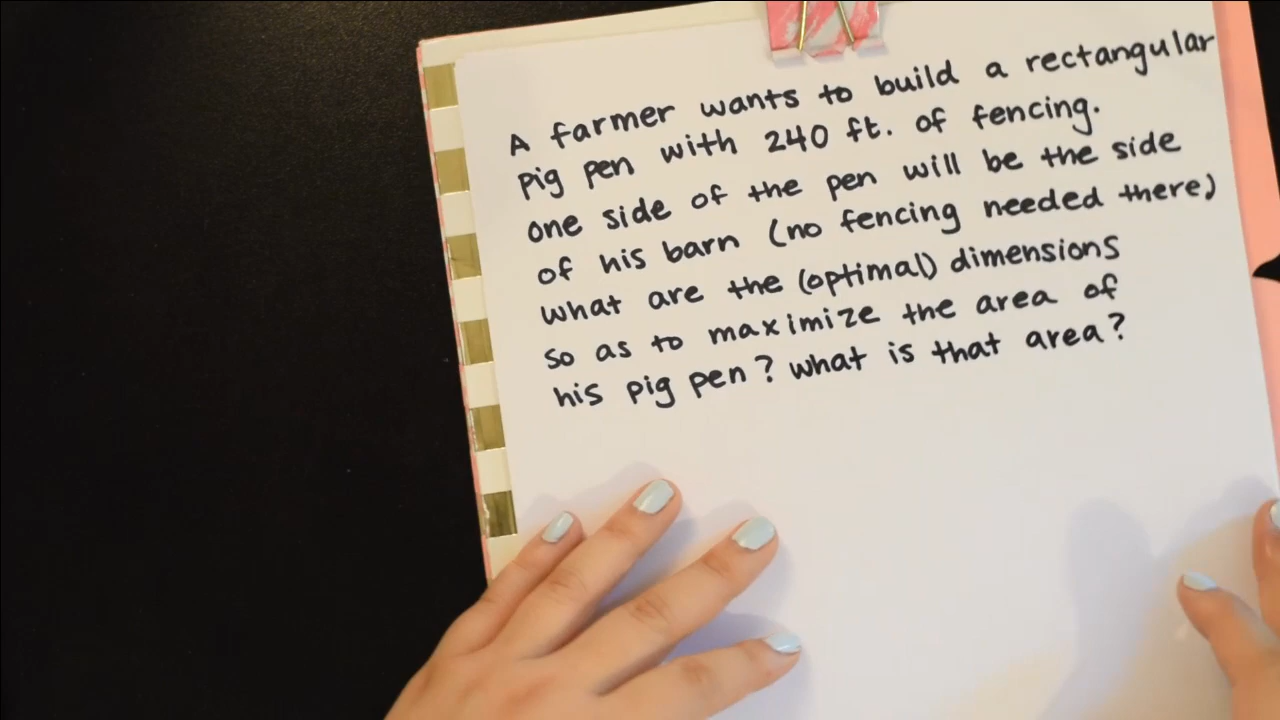 A farmer wants to build a rectangular
pig pen with 240 ft. of fencing.
one side of the pen will be the side
of his barn (no fencing needed there)
what are the (optimal) dimensions
so as to maximize the area of
his pig pen? what is that area?